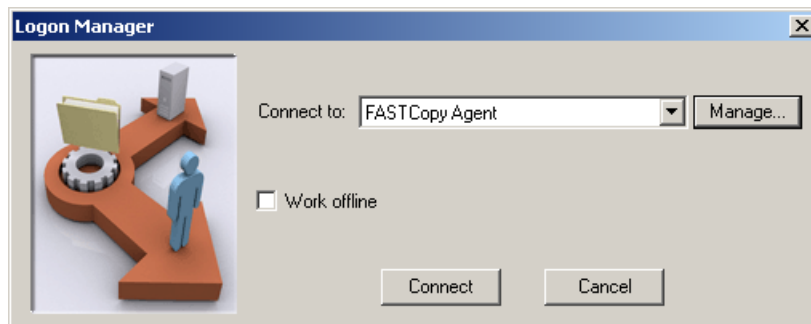 Logon Manager
Connect to: FASTCopy Agent Manage...
Work offline
Connect Cancel